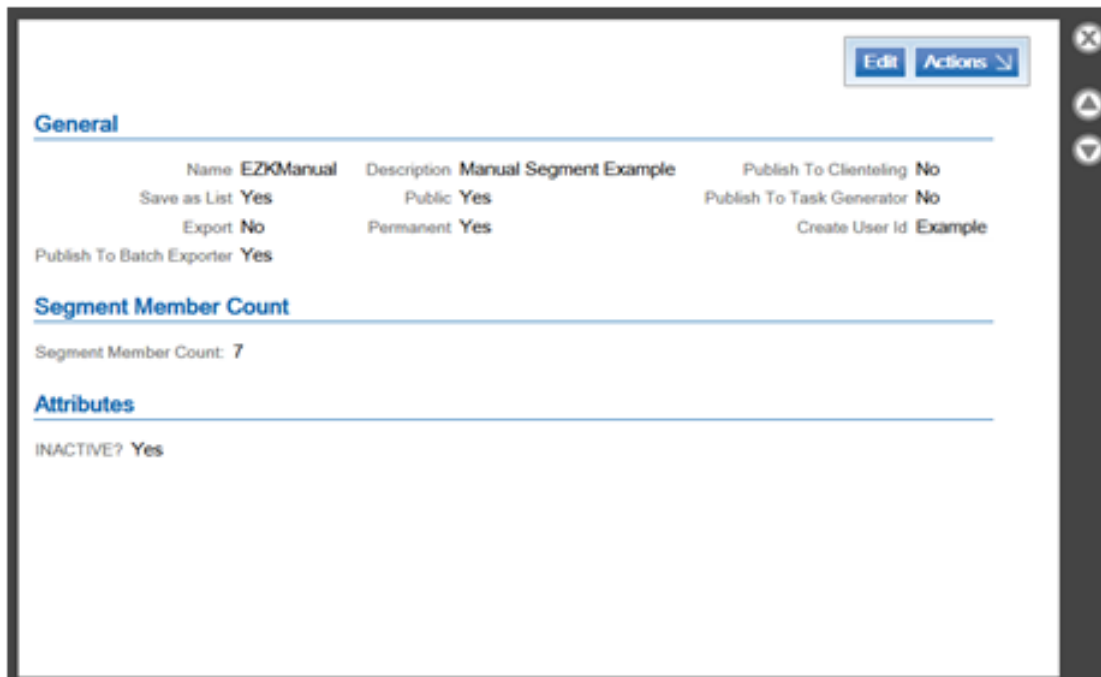 Edit Actions
General
Name EZKManual Description Manual Segment Example Publish To Clienteling No
Save as List Yes Public Yes Publish To Task Generator No
Export No Permanent Yes Create User Id Example
Publish To Batch Exporter Yes
Segment Member Count
Segment Member Count: 7
Attributes
INACTIVE? Yes